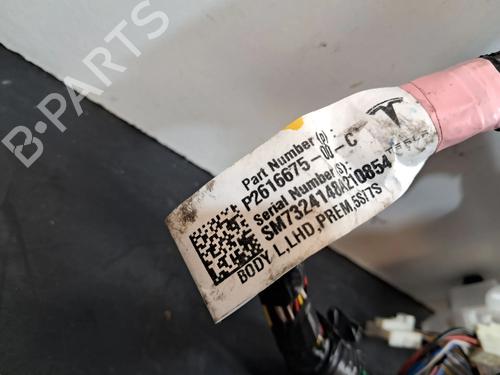 B-PARTS
Part Number(P):
P2616675-00-C
Serial Number(S):
SM7324148A210854
BODY L,LHD,PREM,5S/7S